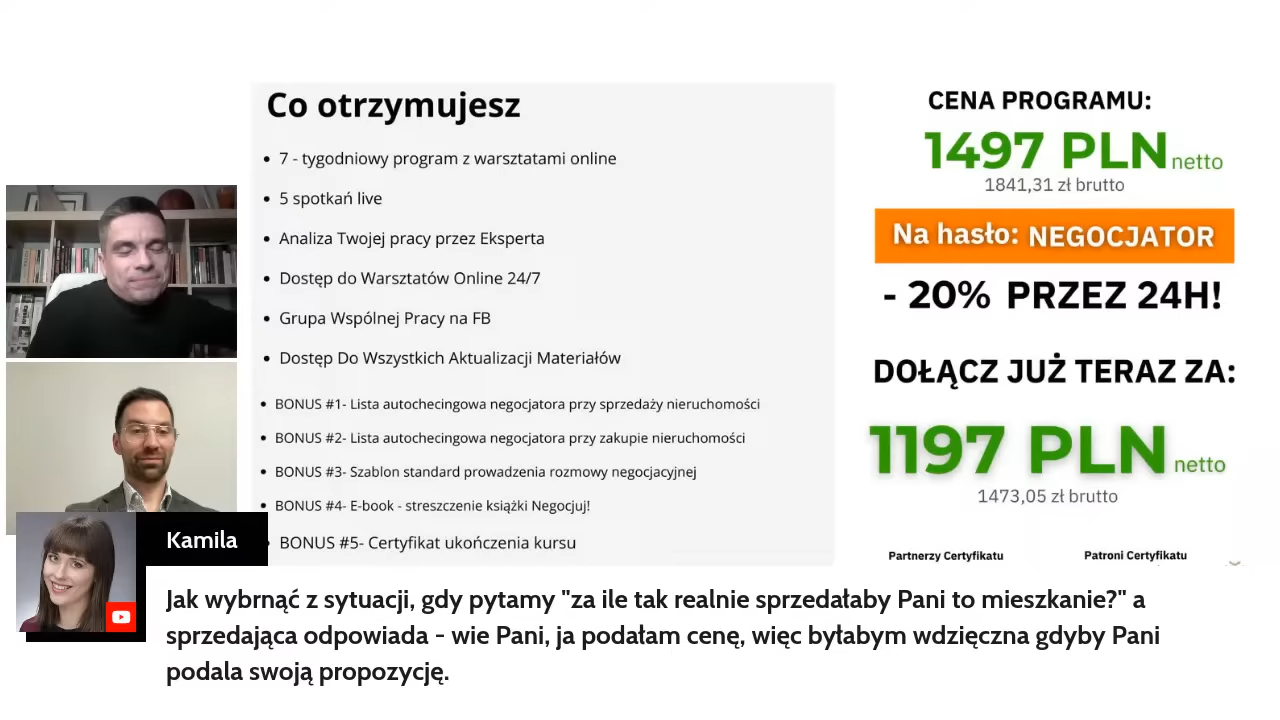 Co otrzymujesz
7 - tygodniowy program z warsztatami online
5 spotkań live
Analiza Twojej pracy przez Eksperta
Dostęp do Warsztatów Online 24/7
Grupa Wspólnej Pracy na FB
Dostęp Do Wszystkich Aktualizacji Materiałów
BONUS #1- Lista autochecingowa negocjatora przy sprzedaży nieruchomości
BONUS #2- Lista autochecingowa negocjatora przy zakupie nieruchomości
BONUS #3- Szablon standard prowadzenia rozmowy negocjacyjnej
BONUS #4- E-book - streszczenie książki Negocjuj!
BONUS #5- Certyfikat ukończenia kursu
CENA PROGRAMU:
1497 PLN netto
1841,31 zł brutto
Na hasło: NEGOCJATOR
- 20% PRZEZ 24H!
DOŁĄCZ JUŻ TERAZ ZA:
1197 PLN netto
1473,05 zł brutto
Partnerzy Certyfikatu
Patroni Certyfikatu
Kamila
Jak wybrnąć z sytuacji, gdy pytamy "za ile tak realnie sprzedałaby Pani to mieszkanie?" a
sprzedająca odpowiada - wie Pani, ja podałam cenę, więc byłabym wdzięczna gdyby Pani
podala swoją propozycję.